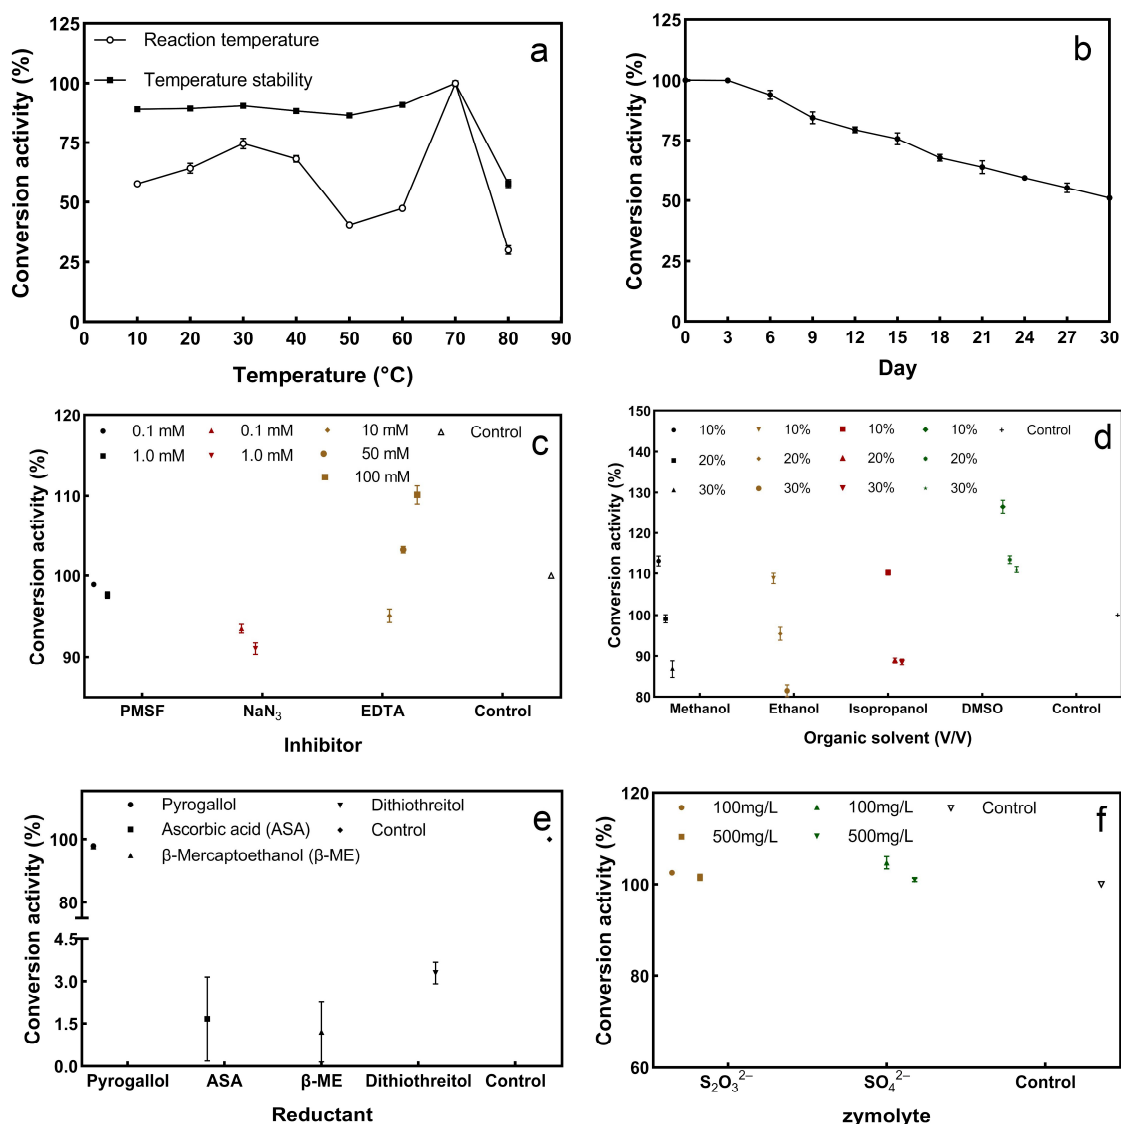 a
Reaction temperature
Temperature stability
Conversion activity (%)
125
100
75
50
25
0
0 10 20 30 40 50 60 70 80 90
Temperature (°C)
b
Conversion activity (%)
125
100
75
50
25
0
0 3 6 9 12 15 18 21 24 27 30
Day
c
0.1 mM 0.1 mM 10 mM Control
1.0 mM 1.0 mM 50 mM
100 mM
Conversion activity (%)
120
110
100
90
PMSF NaN₃ EDTA Control
Inhibitor
d
10% 10% 10% 10% Control
20% 20% 20% 20%
30% 30% 30% 30%
Conversion activity (%)
150
140
130
120
110
100
90
80
Methanol Ethanol Isopropanol DMSO Control
Organic solvent (V/V)
e
Pyrogallol Dithiothreitol
Ascorbic acid (ASA) Control
β-Mercaptoethanol (β-ME)
Conversion activity (%)
100
80
4.5
3.0
1.5
0.0
Pyrogallol ASA β-ME Dithiothreitol Control
Reductant
f
100mg/L 100mg/L Control
500mg/L 500mg/L
Conversion activity (%)
120
100
80
60
S₂O₃²⁻ SO₄²⁻ Control
zymolyte